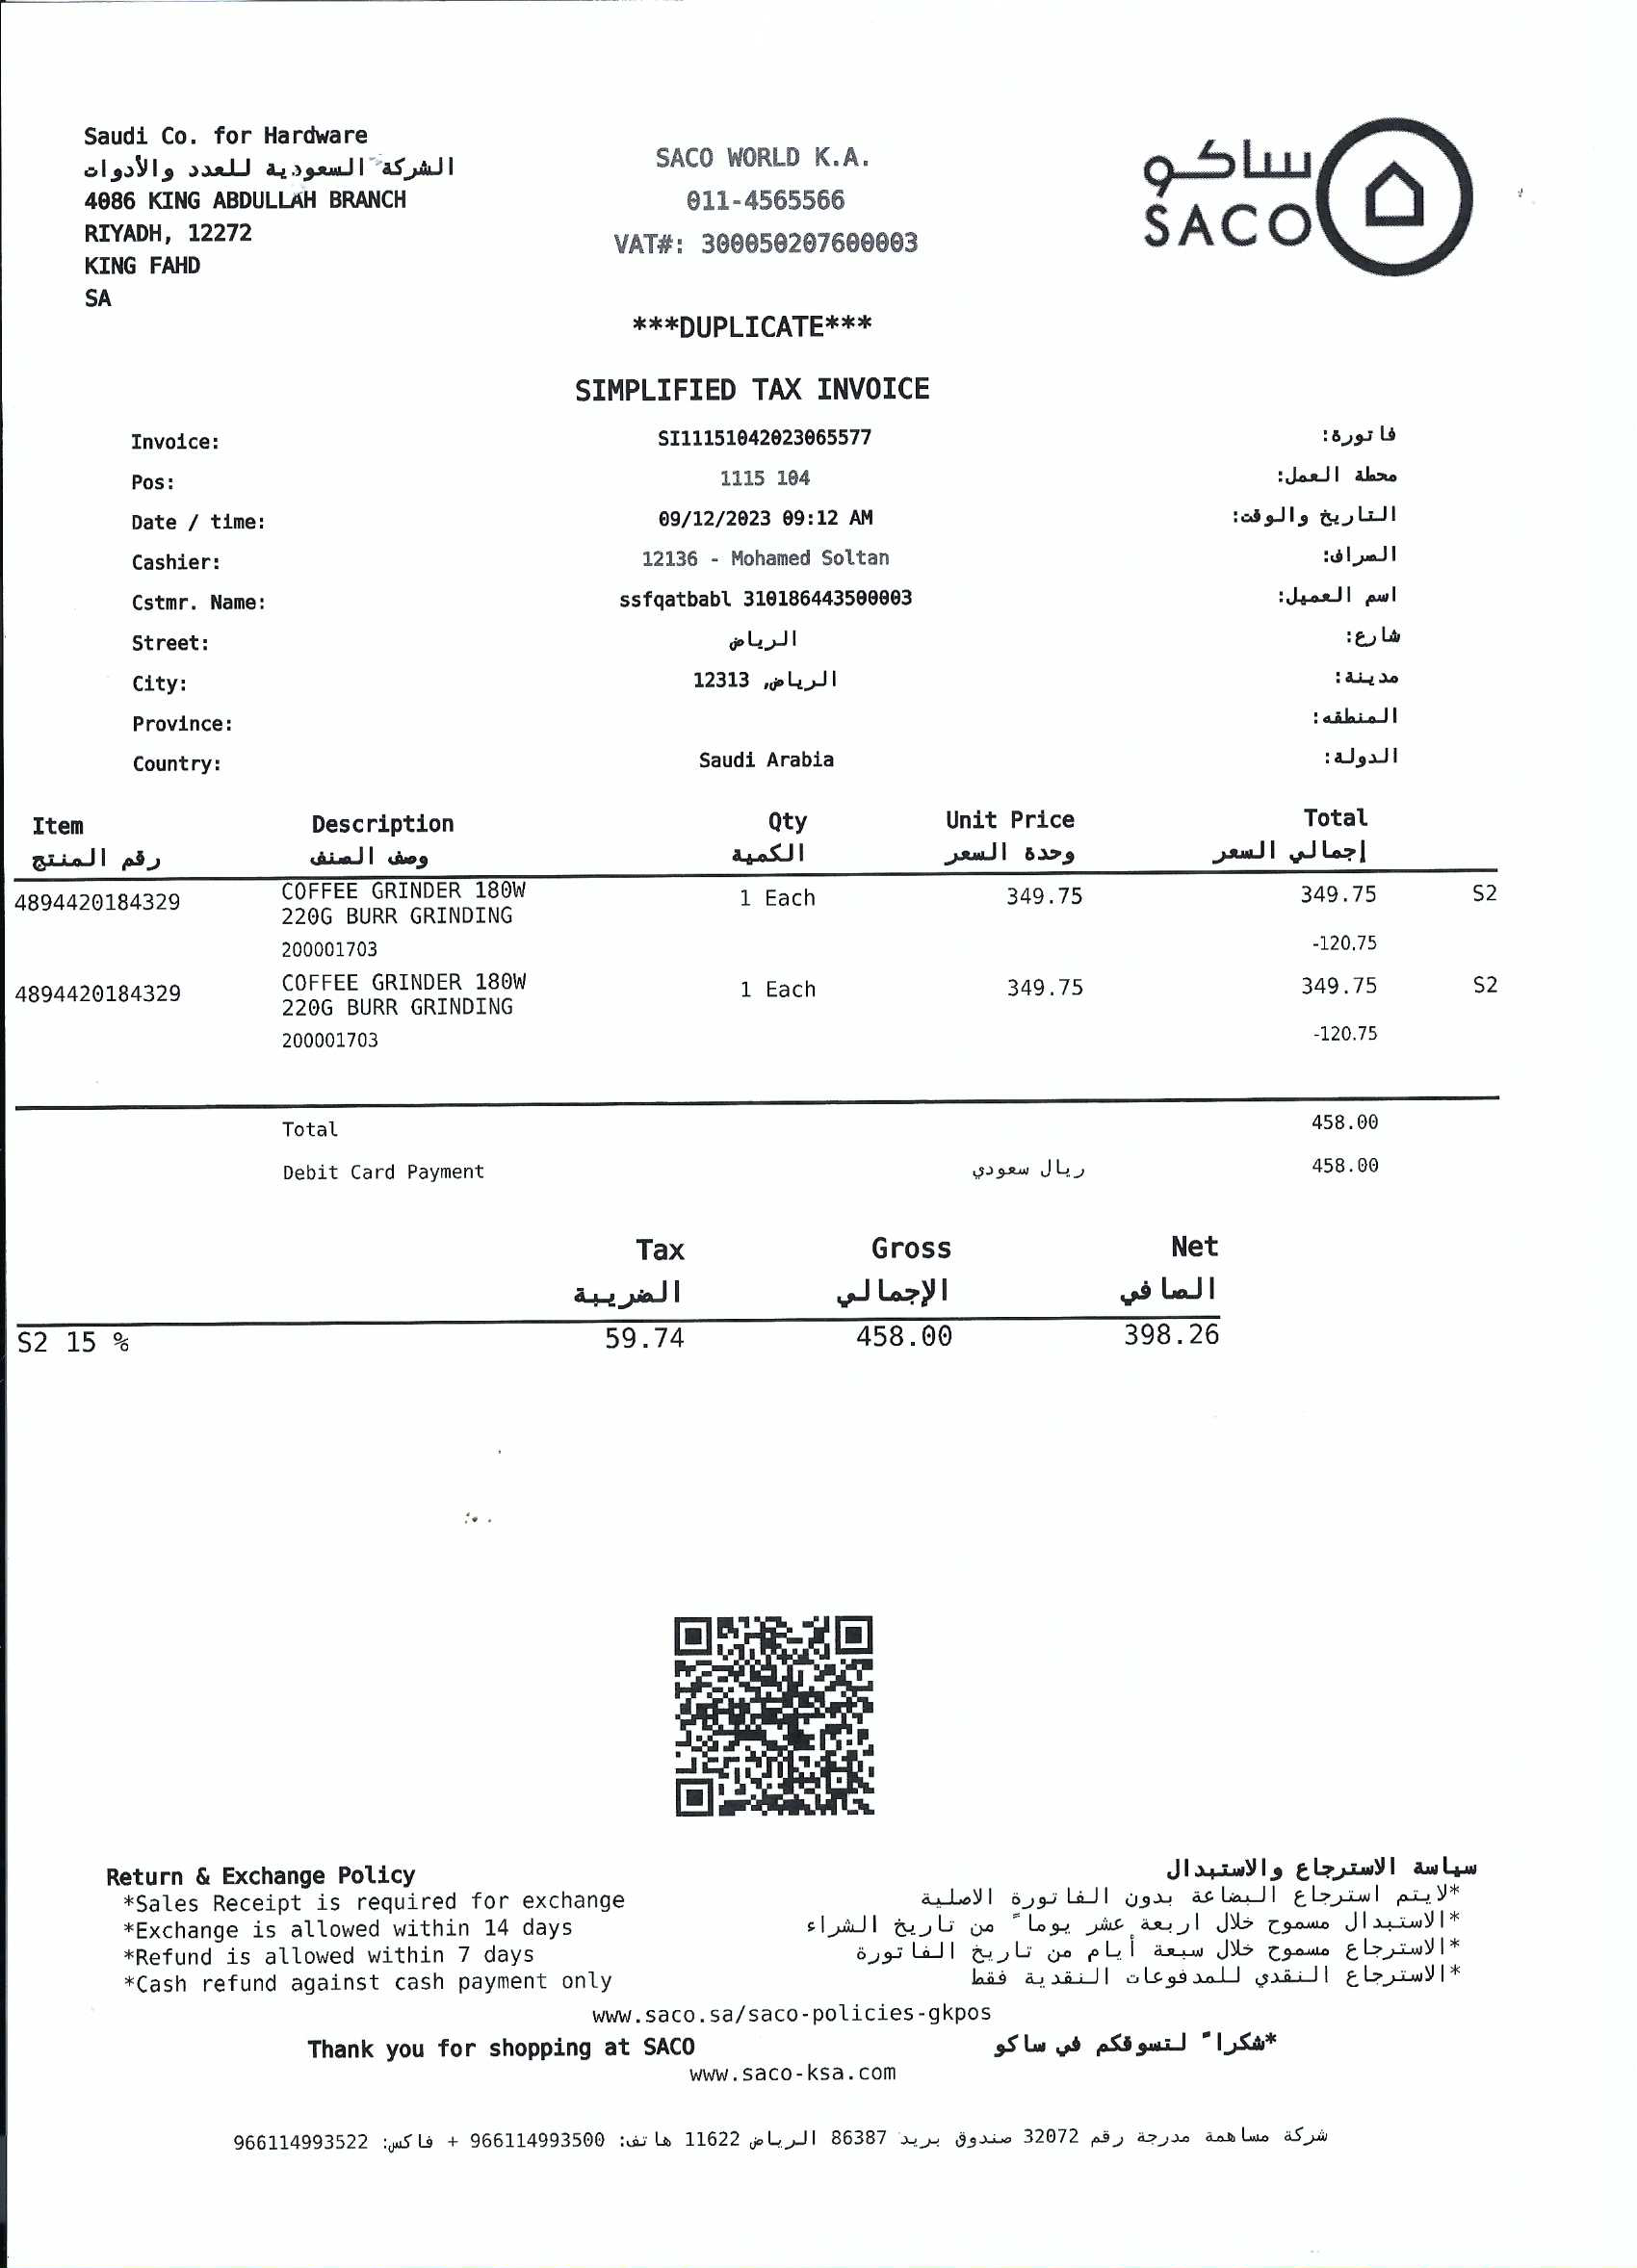 Saudi Co. for Hardware
الشركة السعودية للعدد والأدوات
4086 KING ABDULLAH BRANCH
RIYADH, 12272
KING FAHD
SA
SACO WORLD K.A.
011-4565566
VAT#: 300050207600003
ساكو
SACO
***DUPLICATE***
SIMPLIFIED TAX INVOICE
Invoice: SI11151042023065577 فاتورة:
Pos: 1115 104 محطة العمل:
Date / time: 09/12/2023 09:12 AM التاريخ والوقت:
Cashier: 12136 - Mohamed Soltan الصراف:
Cstmr. Name: ssfqatbabl 310186443500003 اسم العميل:
Street: الرياض شارع:
City: الرياض, 12313 مدينة:
Province: المنطقه:
Country: Saudi Arabia الدولة:
Item Description Qty Unit Price Total
رقم المنتج وصف الصنف الكمية وحدة السعر إجمالي السعر
4894420184329 COFFEE GRINDER 180W 1 Each 349.75 349.75 S2
220G BURR GRINDING
200001703 -120.75
4894420184329 COFFEE GRINDER 180W 1 Each 349.75 349.75 S2
220G BURR GRINDING
200001703 -120.75
Total 458.00
Debit Card Payment ريال سعودي 458.00
Tax Gross Net
الضريبة الإجمالي الصافي
S2 15 % 59.74 458.00 398.26
Return & Exchange Policy
*Sales Receipt is required for exchange
*Exchange is allowed within 14 days
*Refund is allowed within 7 days
*Cash refund against cash payment only
سياسة الاسترجاع والاستبدال
*لايتم استرجاع البضاعة بدون الفاتورة الاصلية
*الاستبدال مسموح خلال اربعة عشر يوما ً من تاريخ الشراء
*الاسترجاع مسموح خلال سبعة أيام من تاريخ الفاتورة
*الاسترجاع النقدي للمدفوعات النقدية فقط
www.saco.sa/saco-policies-gkpos
Thank you for shopping at SACO *شكرا ً لتسوقكم في ساكو
www.saco-ksa.com
شركة مساهمة مدرجة رقم 32072 صندوق بريد 86387 الرياض 11622 هاتف: 966114993500 + فاكس: 966114993522